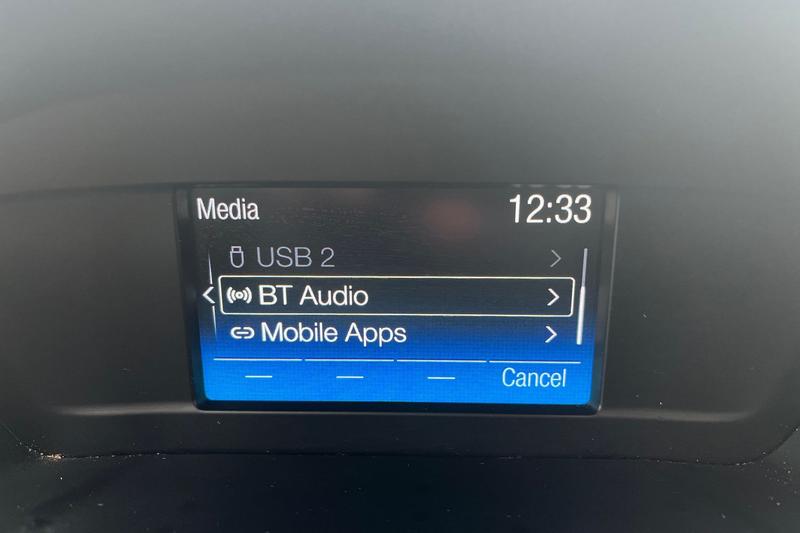 Media 12:33
USB 2
BT Audio
Mobile Apps
Cancel